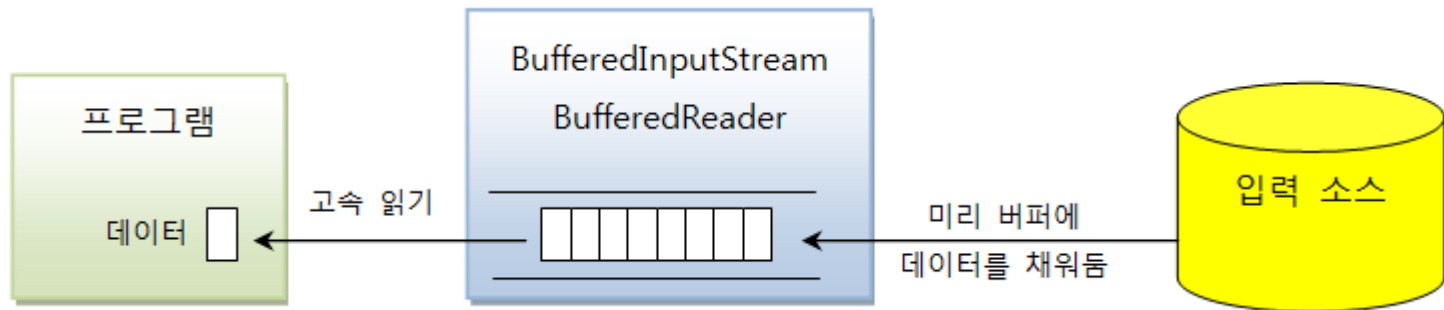 프로그램
데이터
고속 읽기
BufferedInputStream
BufferedReader
미리 버퍼에
데이터를 채워둠
입력 소스